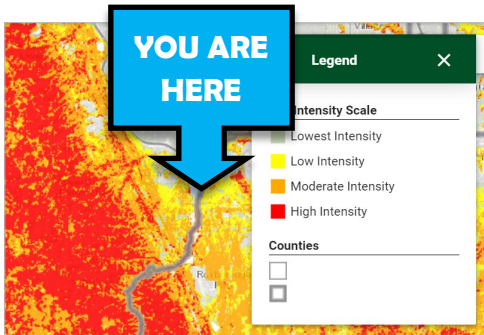 YOU ARE
HERE
Legend
Intensity Scale
Lowest Intensity
Low Intensity
Moderate Intensity
High Intensity
Counties